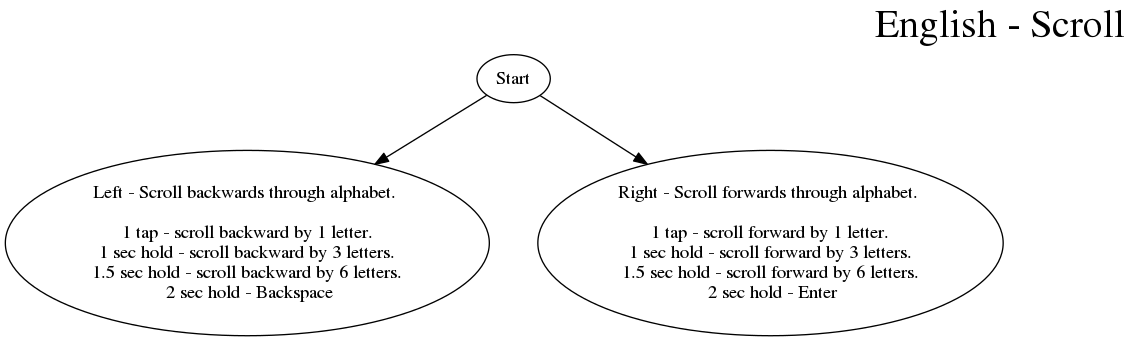 English - Scroll
Start
Left - Scroll backwards through alphabet.
1 tap - scroll backward by 1 letter.
1 sec hold - scroll backward by 3 letters.
1.5 sec hold - scroll backward by 6 letters.
2 sec hold - Backspace
Right - Scroll forwards through alphabet.
1 tap - scroll forward by 1 letter.
1 sec hold - scroll forward by 3 letters.
1.5 sec hold - scroll forward by 6 letters.
2 sec hold - Enter